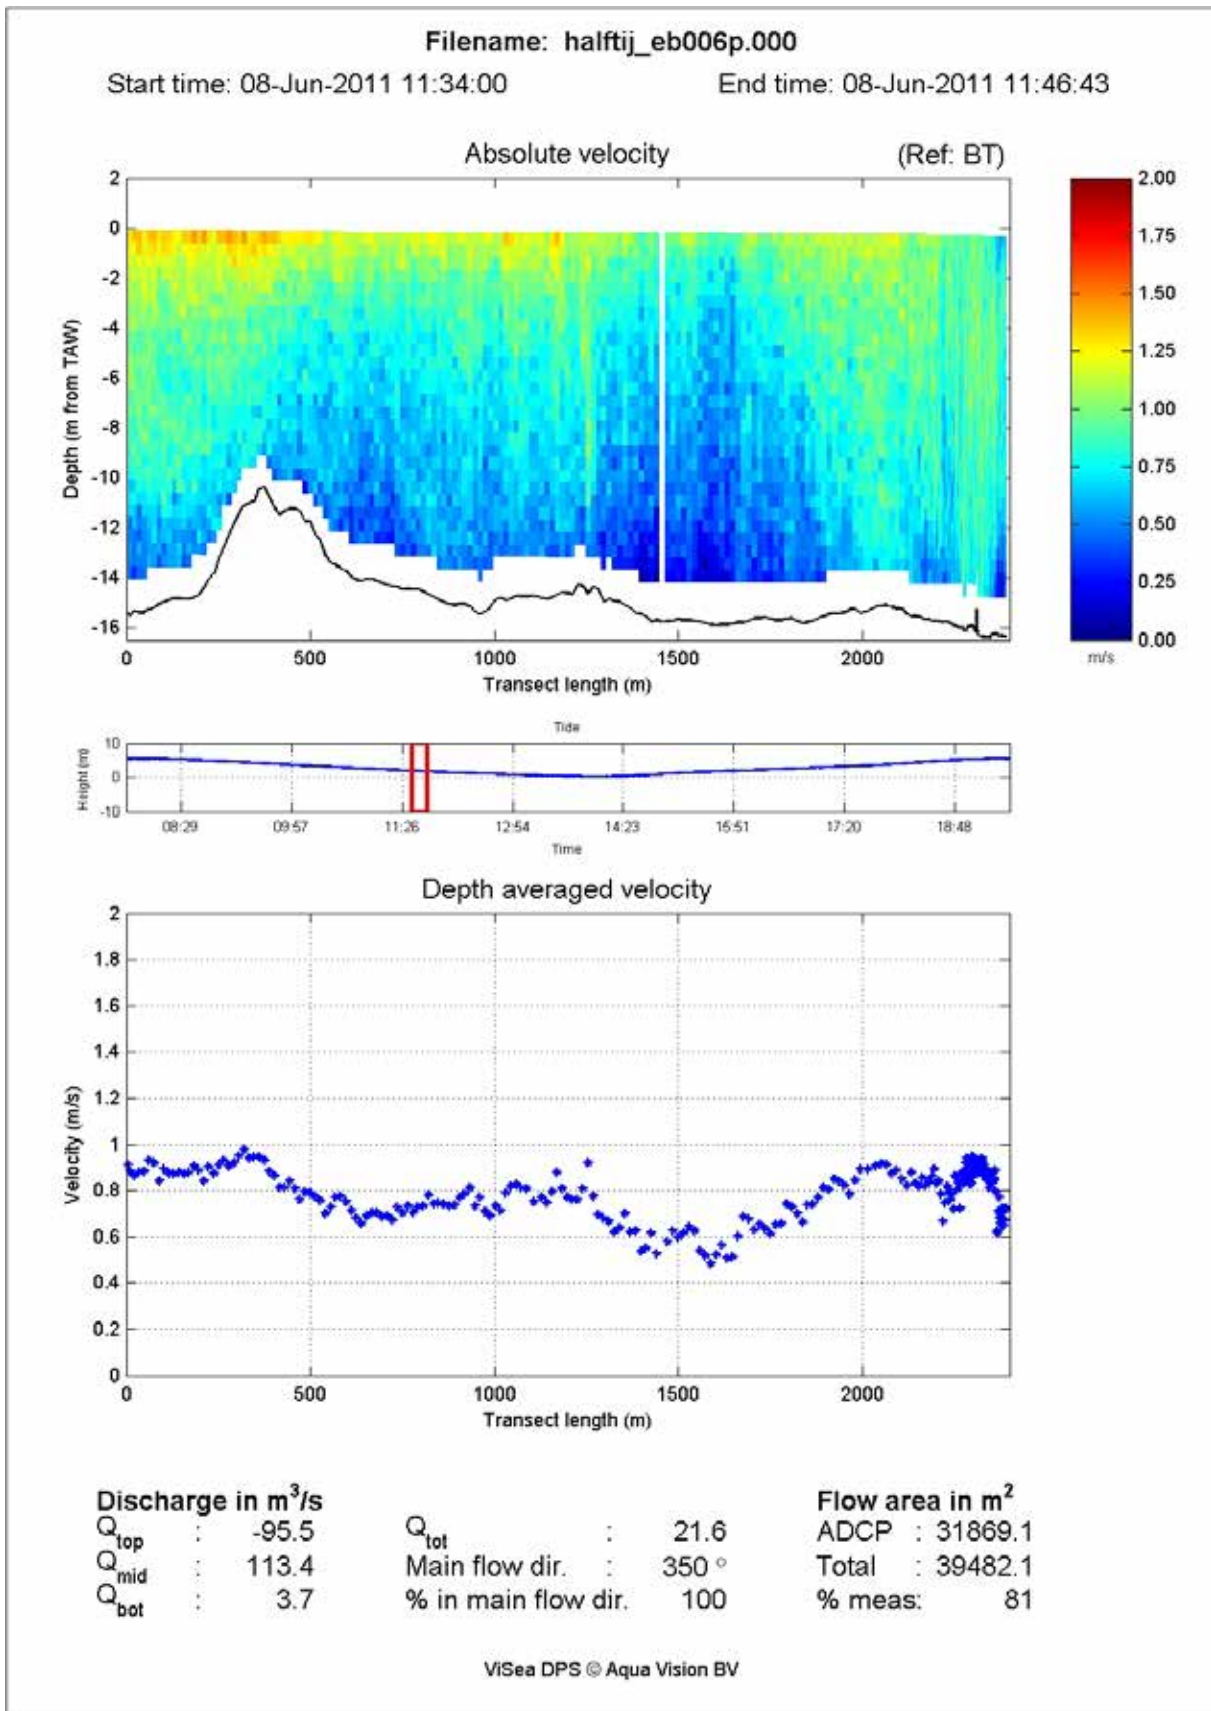 Filename: halftij_eb006p.000
Start time: 08-Jun-2011 11:34:00 End time: 08-Jun-2011 11:46:43
Absolute velocity (Ref: BT)
2
0
-2
-4
-6
-8
-10
-12
-14
-16
Depth (m from TAW)
0 500 1000 1500 2000
Transect length (m)
2.00
1.75
1.50
1.25
1.00
0.75
0.50
0.25
0.00
m/s
Tide
10
0
-10
Height (m)
08:29 09:57 11:26 12:54 14:23 15:51 17:20 18:48
Time
Depth averaged velocity
2
1.8
1.6
1.4
1.2
1
0.8
0.6
0.4
0.2
0
Velocity (m/s)
0 500 1000 1500 2000
Transect length (m)
Discharge in m³/s Flow area in m²
Q_top : -95.5 Q_tot : 21.6 ADCP : 31869.1
Q_mid : 113.4 Main flow dir. : 350 ° Total : 39482.1
Q_bot : 3.7 % in main flow dir. 100 % meas: 81
ViSea DPS © Aqua Vision BV